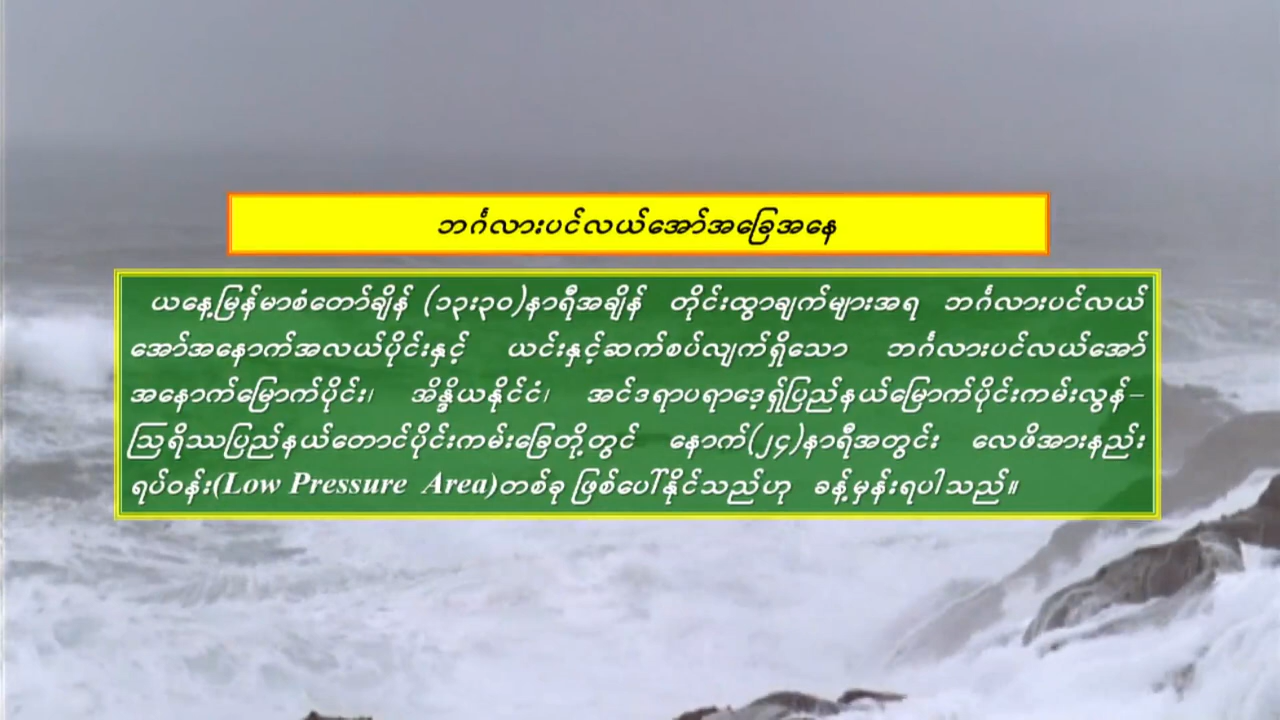 ဘင်္ဂလားပင်လယ်အော်အခြေအနေ
ယနေ့မြန်မာစံတော်ချိန် (၁၃း၃၀)နာရီအချိန် တိုင်းထွာချက်များအရ ဘင်္ဂလားပင်လယ်
အော်အနောက်အလယ်ပိုင်းနှင့် ယင်းနှင့်ဆက်စပ်လျက်ရှိသော ဘင်္ဂလားပင်လယ်အော်
အနောက်မြောက်ပိုင်း၊ အိန္ဒိယနိုင်ငံ၊ အင်ဒရာပရာဒေ့ရှ်ပြည်နယ်မြောက်ပိုင်းကမ်းလွန်–
ဩရိဿပြည်နယ်တောင်ပိုင်းကမ်းခြေတို့တွင် နောက်(၂၄)နာရီအတွင်း လေဖိအားနည်း
ရပ်ဝန်း(Low Pressure Area)တစ်ခု ဖြစ်ပေါ်နိုင်သည်ဟု ခန့်မှန်းရပါသည်။